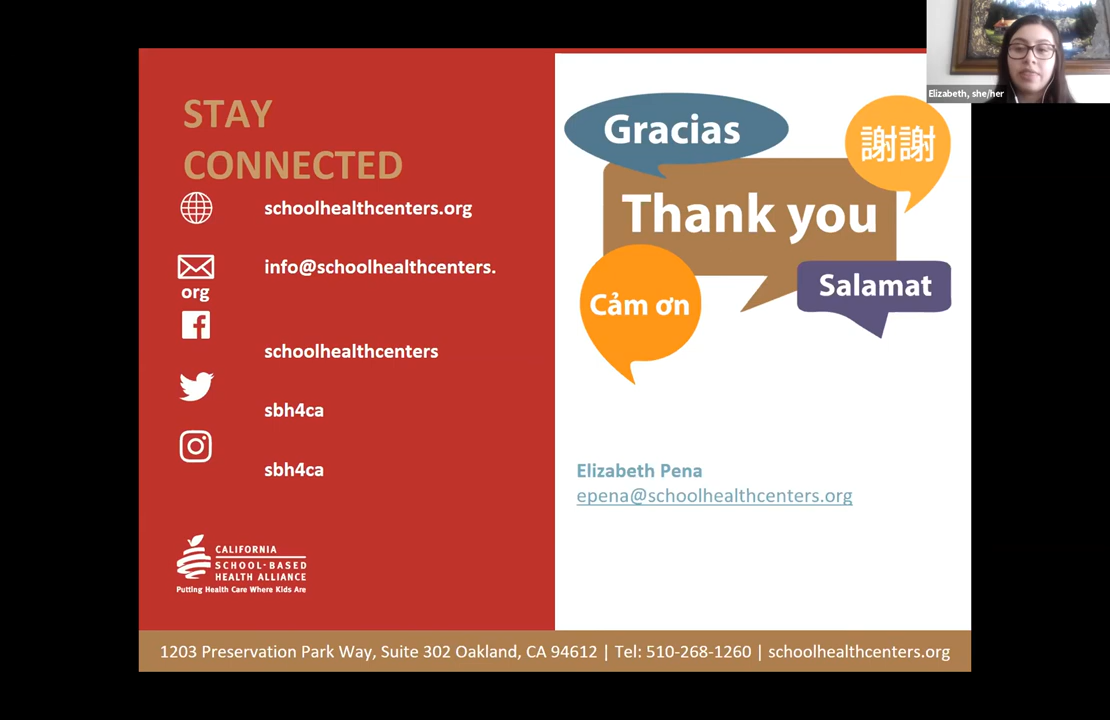 STAY
CONNECTED
schoolhealthcenters.org
info@schoolhealthcenters.
org
schoolhealthcenters
sbh4ca
sbh4ca
CALIFORNIA
SCHOOL-BASED
HEALTH ALLIANCE
Putting Health Care Where Kids Are
Gracias
謝謝
Thank you
Cảm ơn
Salamat
Elizabeth Pena
epena@schoolhealthcenters.org
1203 Preservation Park Way, Suite 302 Oakland, CA 94612 | Tel: 510-268-1260 | schoolhealthcenters.org
Elizabeth, she/her